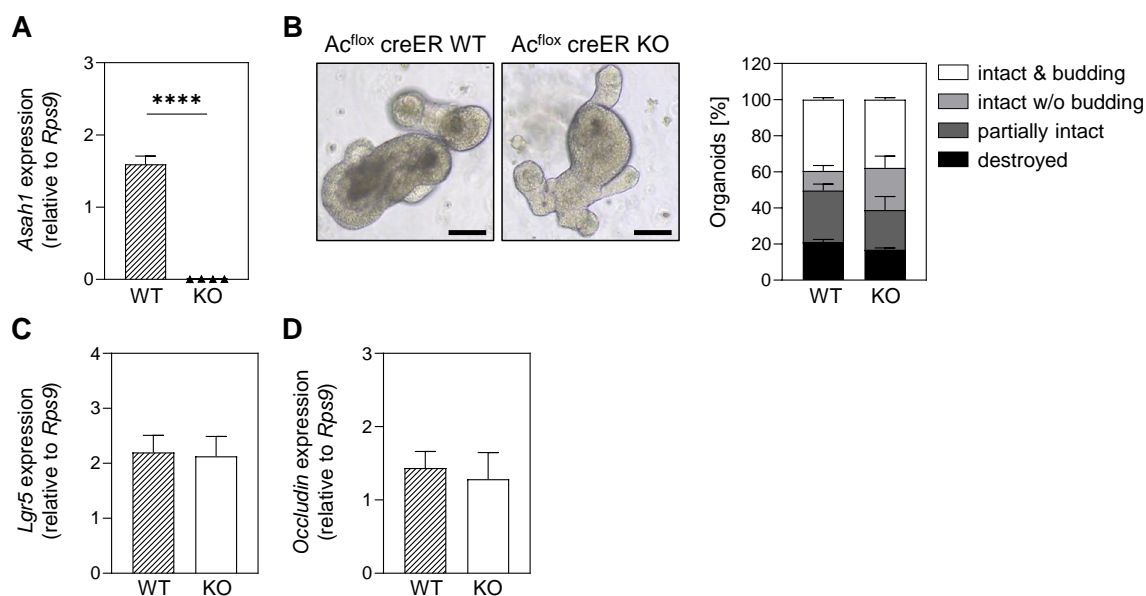 A
Asah1 expression
(relative to Rps9)
3
2
1
0
****
WT
KO
B
Ac^flox creER WT
Ac^flox creER KO
Organoids [%]
120
100
80
60
40
20
0
WT
KO
intact & budding
intact w/o budding
partially intact
destroyed
C
Lgr5 expression
(relative to Rps9)
4
3
2
1
0
WT
KO
D
Occludin expression
(relative to Rps9)
3
2
1
0
WT
KO